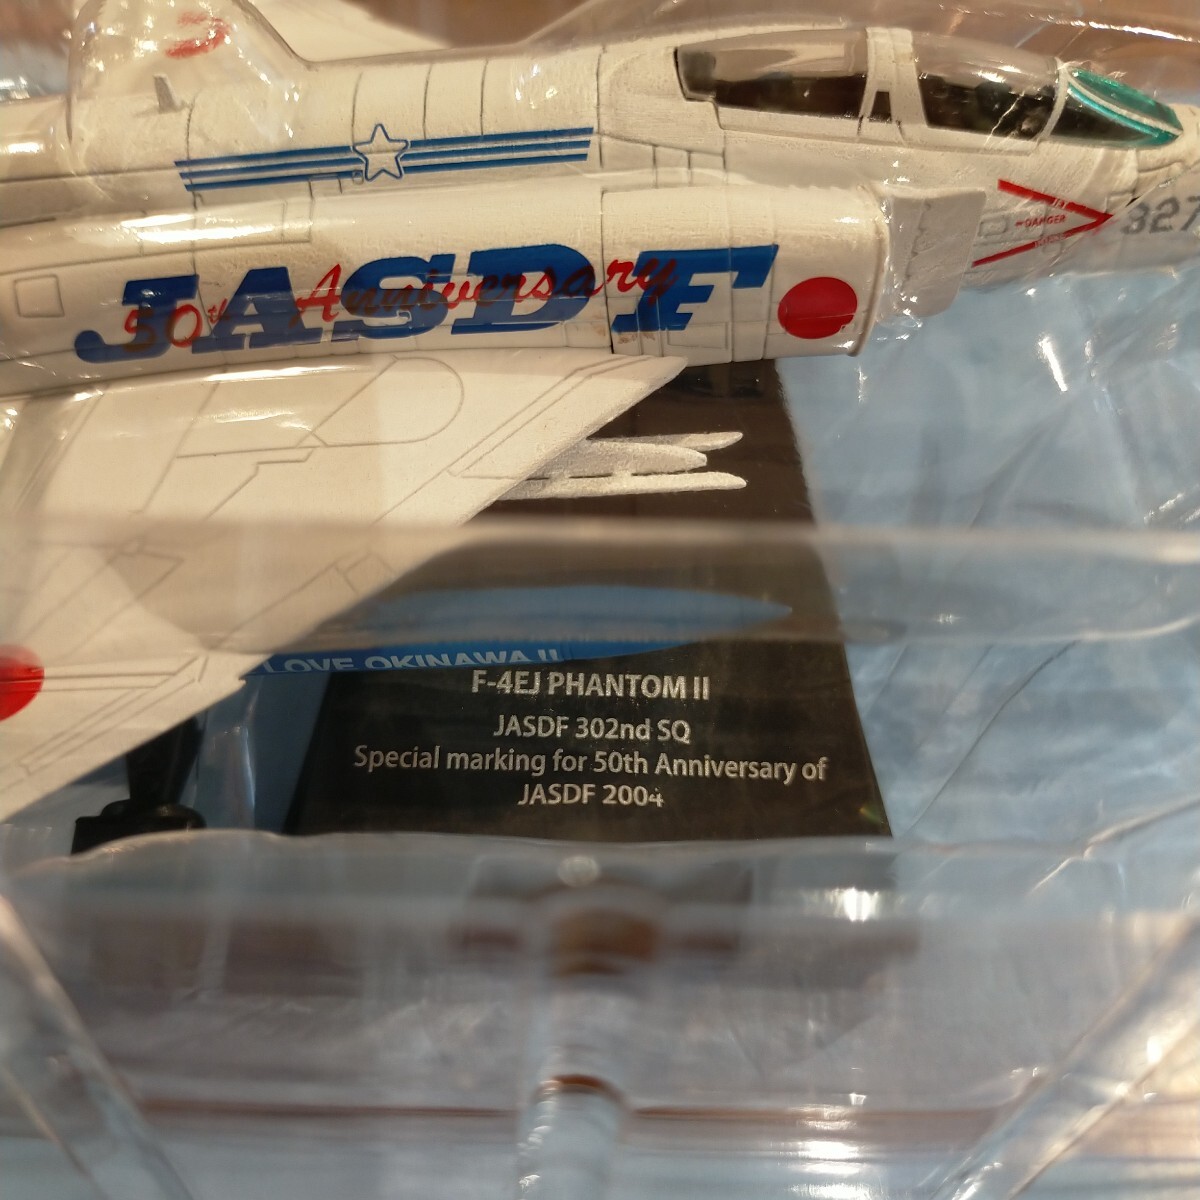 327
DANGER
JASDF
50th Anniversary
LOVE OKINAWA !!
F-4EJ PHANTOM II
JASDF 302nd SQ
Special marking for 50th Anniversary of
JASDF 2004